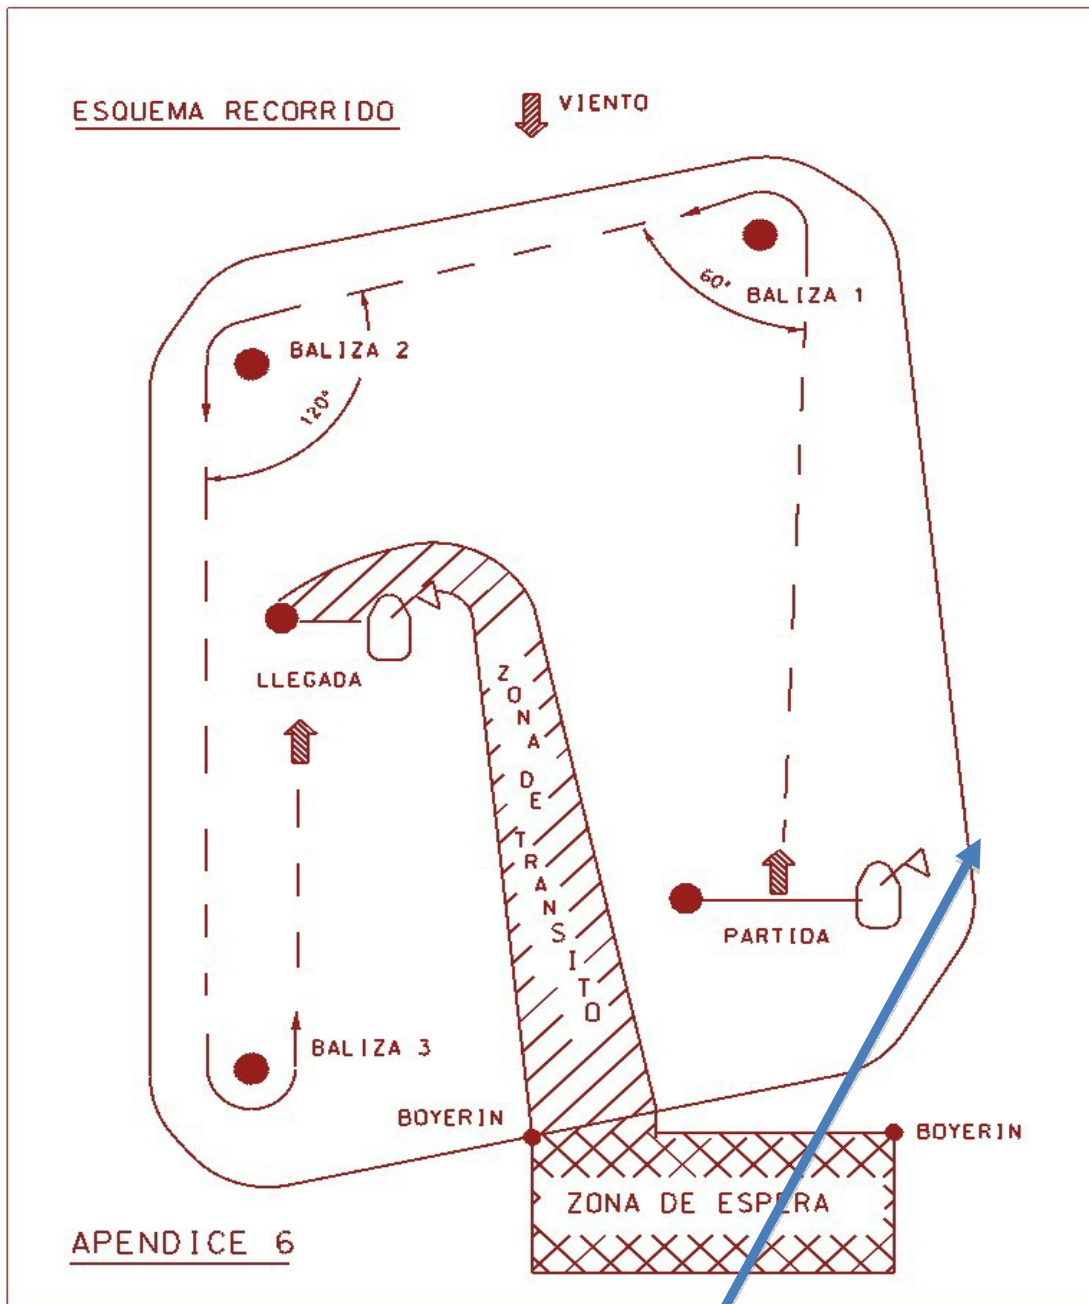 ESQUEMA RECORRIDO
VIENTO
60°
BALIZA 1
BALIZA 2
120°
LLEGADA
ZONA DE TRANSITO
PARTIDA
BALIZA 3
BOYERIN
BOYERIN
ZONA DE ESPERA
APENDICE 6